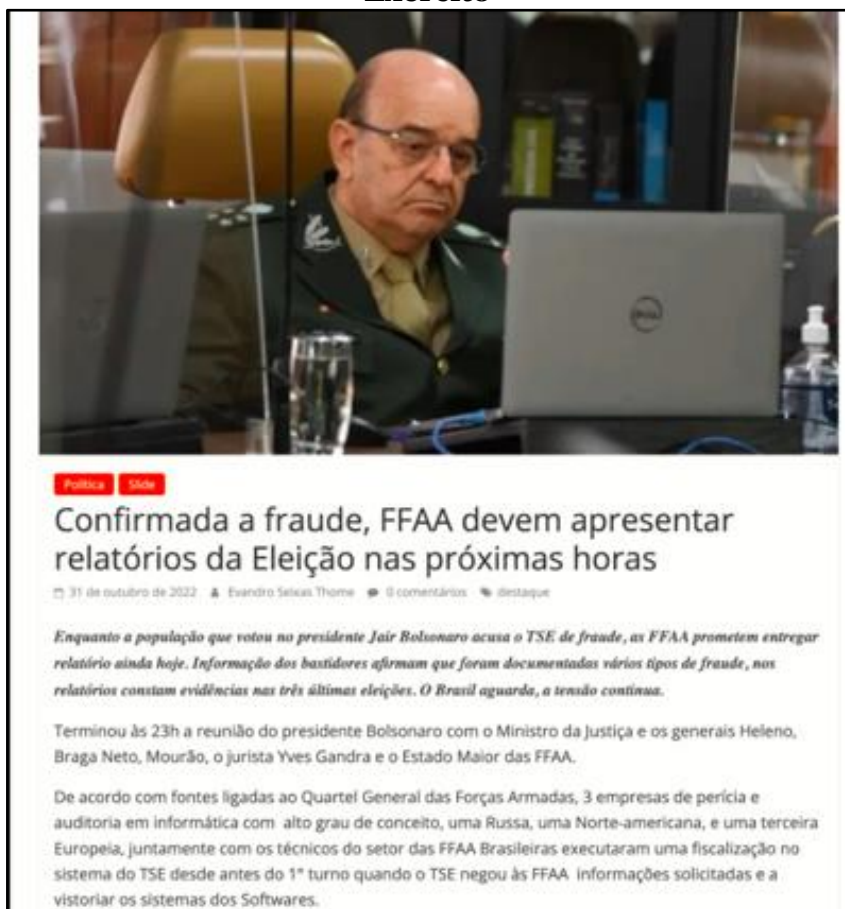 Política Slide
Confirmada a fraude, FFAA devem apresentar
relatórios da Eleição nas próximas horas
31 de outubro de 2022 Evandro Seixas Thome 0 comentários destaque
Enquanto a população que votou no presidente Jair Bolsonaro acusa o TSE de fraude, as FFAA prometem entregar
relatório ainda hoje. Informação dos bastidores afirmam que foram documentadas vários tipos de fraude, nos
relatórios constam evidências nas três últimas eleições. O Brasil aguarda, a tensão continua.
Terminou às 23h a reunião do presidente Bolsonaro com o Ministro da Justiça e os generais Heleno,
Braga Neto, Mourão, o jurista Yves Gandra e o Estado Maior das FFAA.
De acordo com fontes ligadas ao Quartel General das Forças Armadas, 3 empresas de perícia e
auditoria em informática com alto grau de conceito, uma Russa, uma Norte-americana, e uma terceira
Europeia, juntamente com os técnicos do setor das FFAA Brasileiras executaram uma fiscalização no
sistema do TSE desde antes do 1° turno quando o TSE negou às FFAA informações solicitadas e a
vistoriar os sistemas dos Softwares.